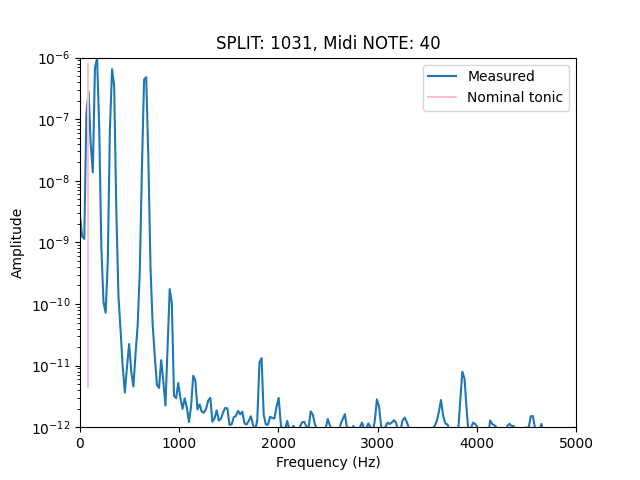 SPLIT: 1031, Midi NOTE: 40
10⁻⁶
10⁻⁷
10⁻⁸
10⁻⁹
10⁻¹⁰
10⁻¹¹
10⁻¹²
Amplitude
Measured
Nominal tonic
0 1000 2000 3000 4000 5000
Frequency (Hz)